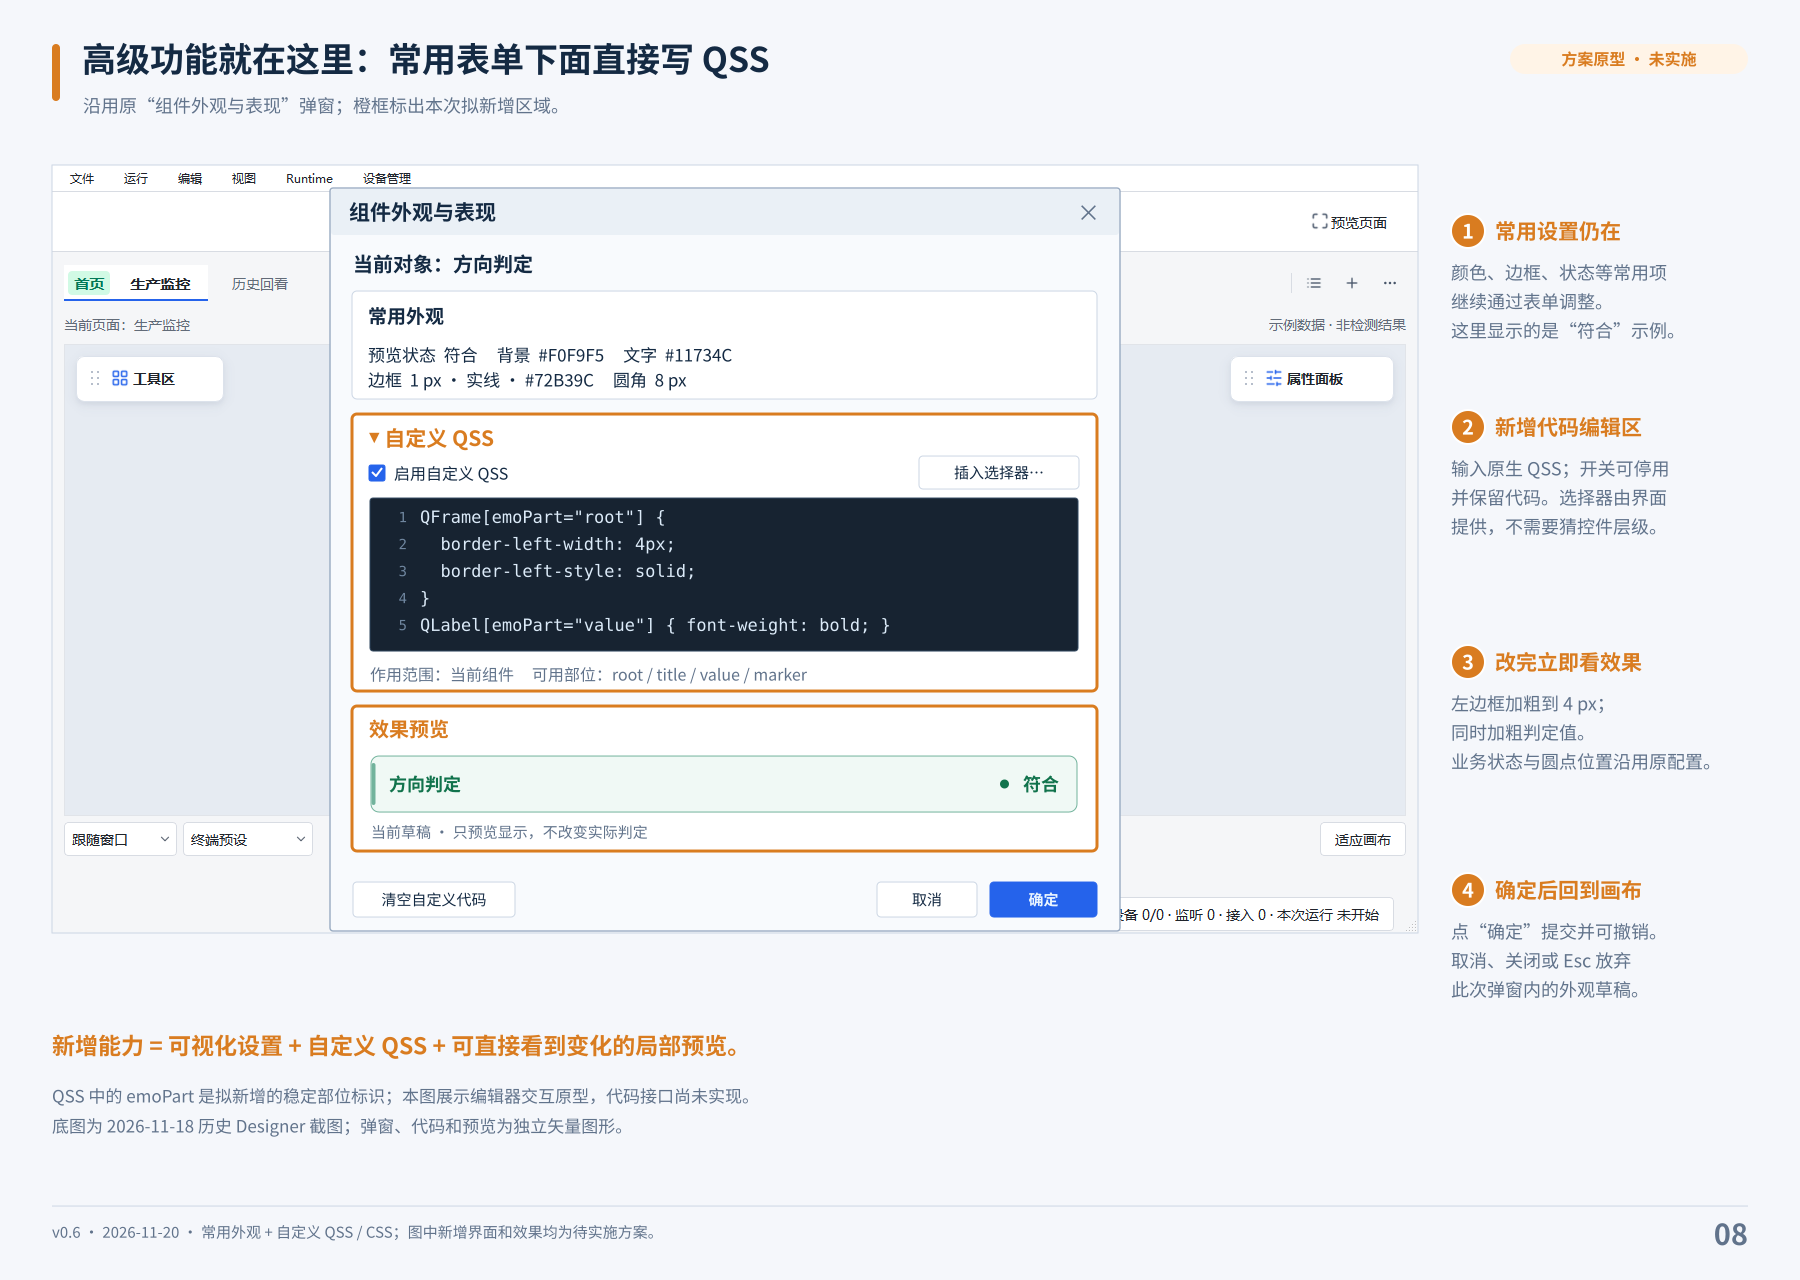 高级功能就在这里：常用表单下面直接写 QSS
方案原型 · 未实施
沿用原“组件外观与表现”弹窗；橙框标出本次拟新增区域。
文件 运行 编辑 视图 Runtime 设备管理
组件外观与表现
预览页面
当前对象：方向判定
首页 生产监控 历史回看
当前页面：生产监控
示例数据 · 非检测结果
工具区
属性面板
常用外观
预览状态 符合 背景 #F0F9F5 文字 #11734C
边框 1 px · 实线 · #72B39C 圆角 8 px
▼自定义 QSS
启用自定义 QSS
插入选择器…
1 QFrame[emoPart="root"] {
2 border-left-width: 4px;
3 border-left-style: solid;
4 }
5 QLabel[emoPart="value"] { font-weight: bold; }
作用范围：当前组件 可用部位：root / title / value / marker
效果预览
方向判定
● 符合
当前草稿 · 只预览显示，不改变实际判定
跟随窗口 终端预设
适应画布
清空自定义代码
取消
确定
备 0/0 · 监听 0 · 接入 0 · 本次运行 未开始
1 常用设置仍在
颜色、边框、状态等常用项
继续通过表单调整。
这里显示的是“符合”示例。
2 新增代码编辑区
输入原生 QSS；开关可停用
并保留代码。选择器由界面
提供，不需要猜控件层级。
3 改完立即看效果
左边框加粗到 4 px；
同时加粗判定值。
业务状态与圆点位置沿用原配置。
4 确定后回到画布
点“确定”提交并可撤销。
取消、关闭或 Esc 放弃
此次弹窗内的外观草稿。
新增能力 = 可视化设置 + 自定义 QSS + 可直接看到变化的局部预览。
QSS 中的 emoPart 是拟新增的稳定部位标识；本图展示编辑器交互原型，代码接口尚未实现。
底图为 2026-11-18 历史 Designer 截图；弹窗、代码和预览为独立矢量图形。
v0.6 · 2026-11-20 · 常用外观 + 自定义 QSS / CSS；图中新增界面和效果均为待实施方案。
08